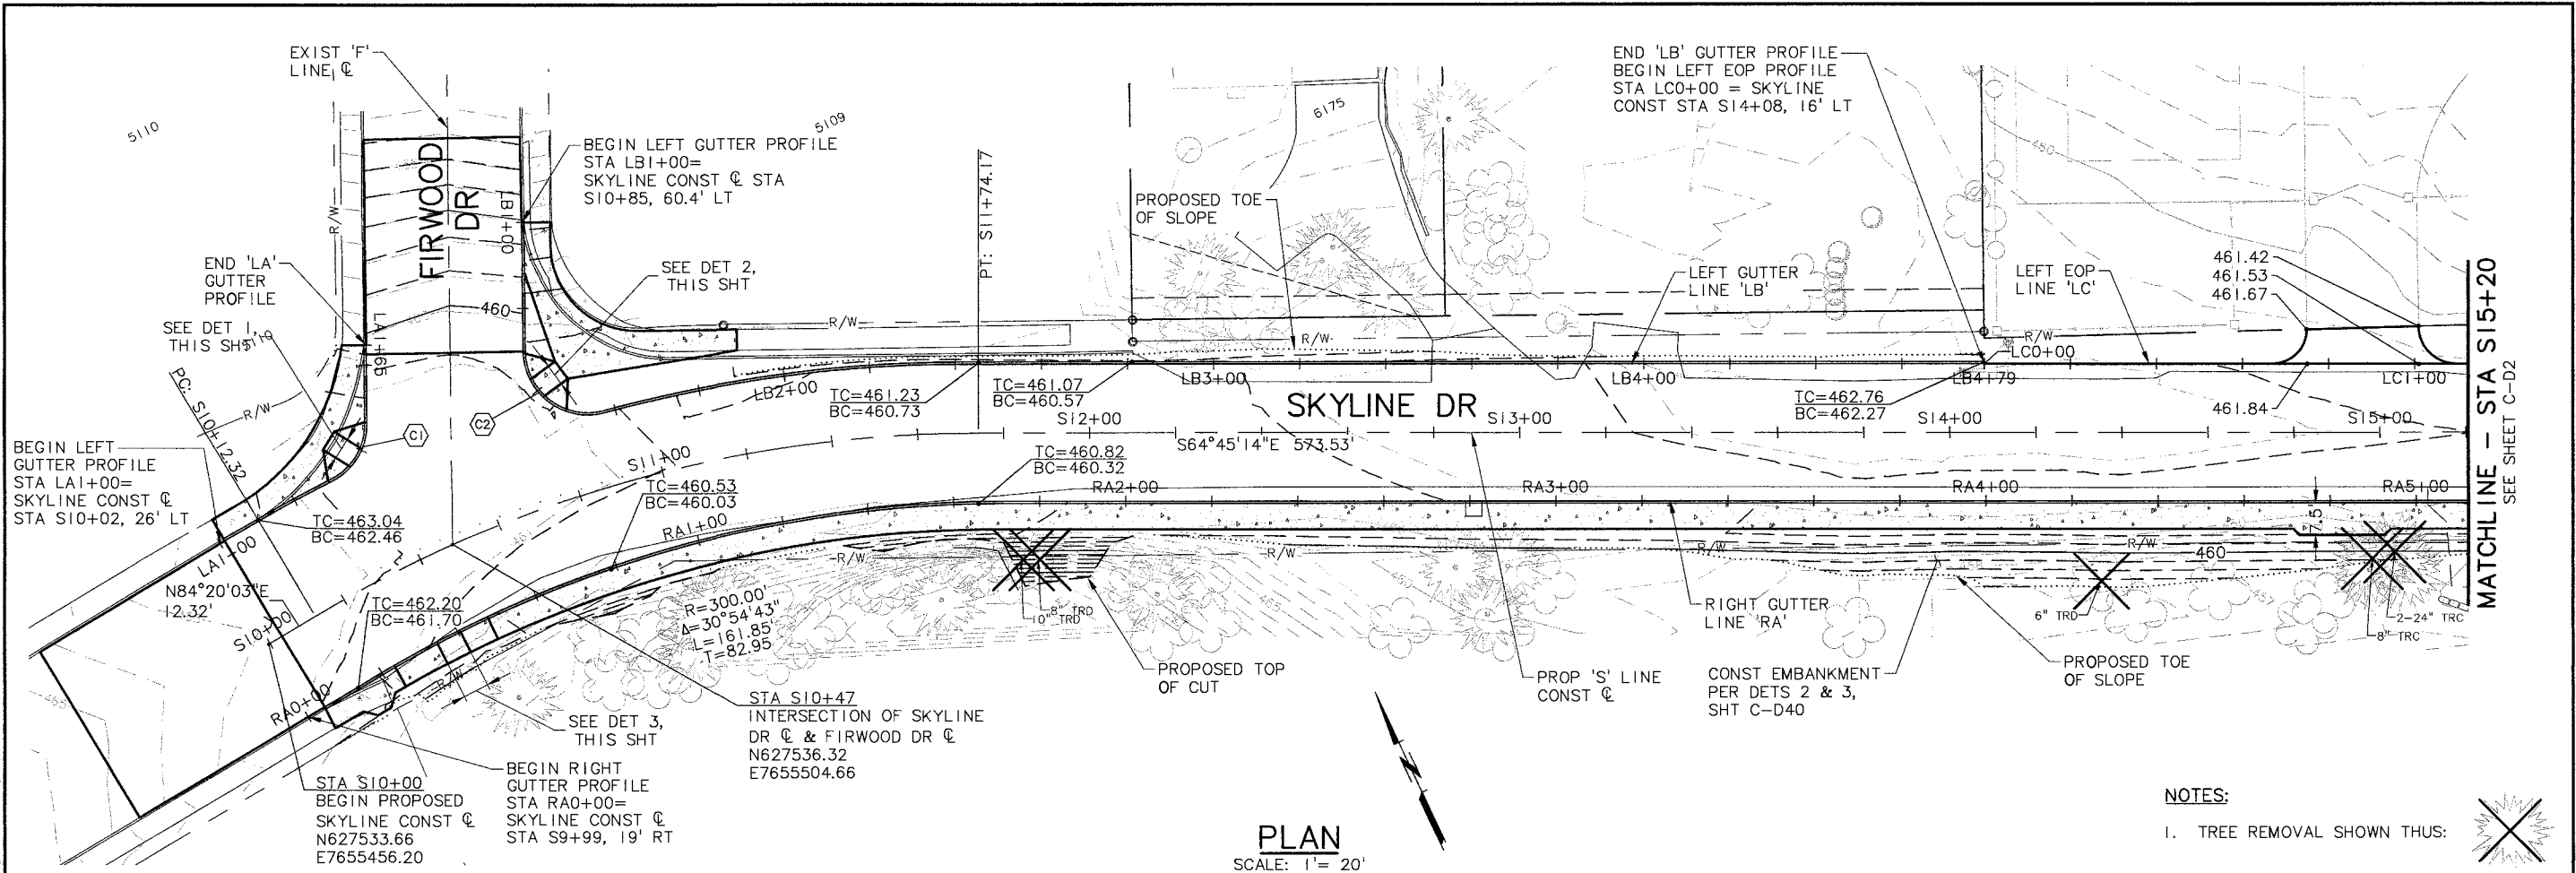 EXIST 'F'
LINE ℄
5110
FIRWOOD
DR
LB1+00
R/W
BEGIN LEFT GUTTER PROFILE
STA LB1+00=
SKYLINE CONST ℄ STA
S10+85, 60.4' LT
5109
END 'LA'
GUTTER
PROFILE
SEE DET 1,
THIS SHT
LA1+65
460
SEE DET 2,
THIS SHT
R/W
PT: S11+74.17
PROPOSED TOE
OF SLOPE
6175
R/W
END 'LB' GUTTER PROFILE
BEGIN LEFT EOP PROFILE
STA LC0+00 = SKYLINE
CONST STA S14+08, 16' LT
450
LEFT GUTTER
LINE 'LB'
LEFT EOP
LINE 'LC'
461.42
461.53
461.67
R/W
LC0+00
PC: S10+12.32
R/W
C1
C2
LB2+00
TC=461.23
BC=460.73
TC=461.07
BC=460.57
LB3+00
LB4+00
LB4+79
LC1+00
TC=462.76
BC=462.27
461.84
SKYLINE DR
S11+00
S12+00
S13+00
S14+00
S15+00
S64°45'14"E 573.53'
MATCHLINE - STA S15+20
SEE SHEET C-D2
BEGIN LEFT
GUTTER PROFILE
STA LA1+00=
SKYLINE CONST ℄
STA S10+02, 26' LT
TC=463.04
BC=462.46
LA1+00
N84°20'03"E
12.32'
S10+00
TC=462.20
BC=461.70
TC=460.53
BC=460.03
TC=460.82
BC=460.32
RA0+00
RA1+00
RA2+00
RA3+00
RA4+00
RA5+00
7.5'
R/W
R/W
R/W
R/W
R/W
460
R=300.00'
Δ=30°54'43"
L=161.85'
T=82.95'
10" TRD
8" TRD
6" TRD
2-24" TRC
8" TRC
465
PROPOSED TOP
OF CUT
RIGHT GUTTER
LINE 'RA'
PROP 'S' LINE
CONST ℄
CONST EMBANKMENT
PER DETS 2 & 3,
SHT C-D40
PROPOSED TOE
OF SLOPE
SEE DET 3,
THIS SHT
STA S10+47
INTERSECTION OF SKYLINE
DR ℄ & FIRWOOD DR ℄
N627536.32
E7655504.66
STA S10+00
BEGIN PROPOSED
SKYLINE CONST ℄
N627533.66
E7655456.20
BEGIN RIGHT
GUTTER PROFILE
STA RA0+00=
SKYLINE CONST ℄
STA S9+99, 19' RT
PLAN
SCALE: 1"= 20'
NOTES:
1. TREE REMOVAL SHOWN THUS: